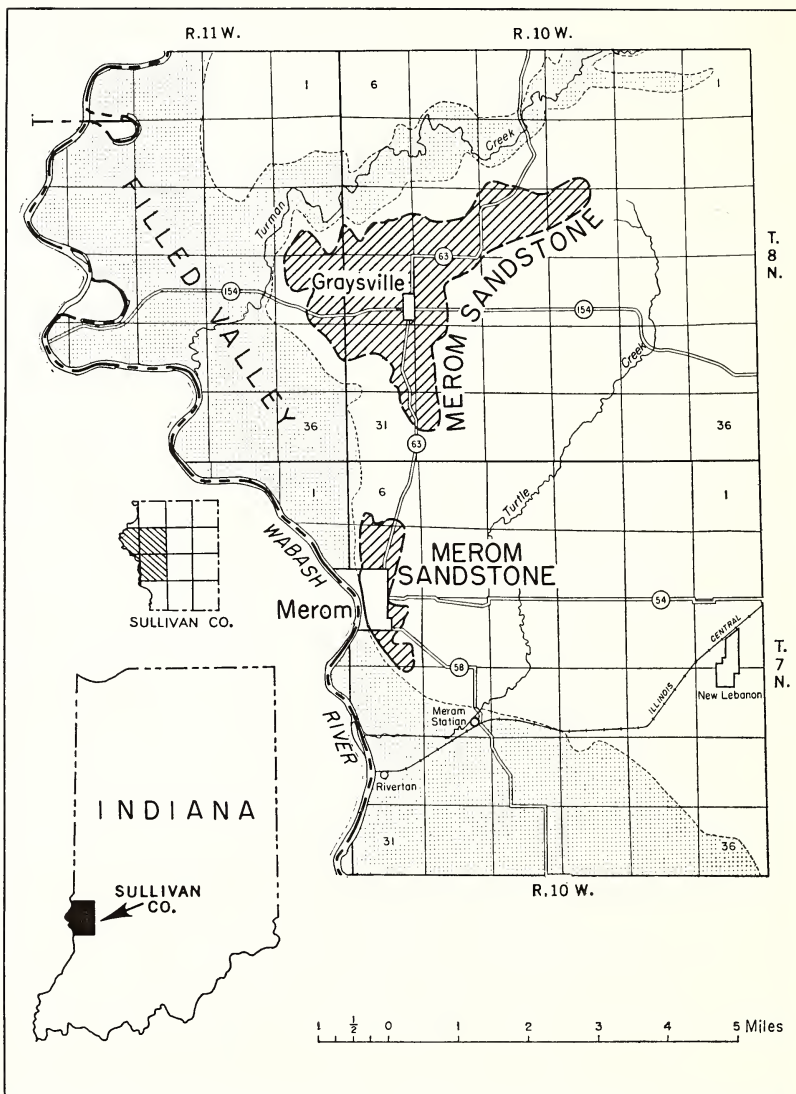 R. 11 W.
R. 10 W.
1
6
1
Creek
Turman
FILLED VALLEY
63
MEROM SANDSTONE
T. 8 N.
Graysville
154
154
Creek
36
31
36
63
1
6
1
Turtle
WABASH
MEROM
SANDSTONE
SULLIVAN CO.
Merom
54
CENTRAL
T. 7 N.
58
ILLINOIS
New Lebanon
Merom
Station
RIVER
Riverton
INDIANA
31
36
R. 10 W.
SULLIVAN
CO.
1 ½ 0 1 2 3 4 5 Miles